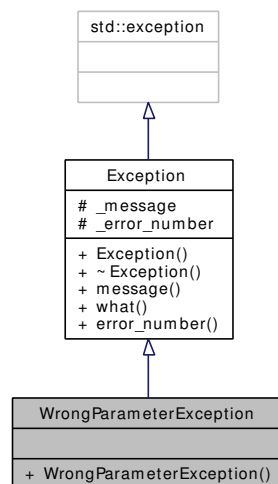 std::exception
Exception
# _message
# _error_number
+ Exception()
+ ~Exception()
+ message()
+ what()
+ error_number()
WrongParameterException
+ WrongParameterException()